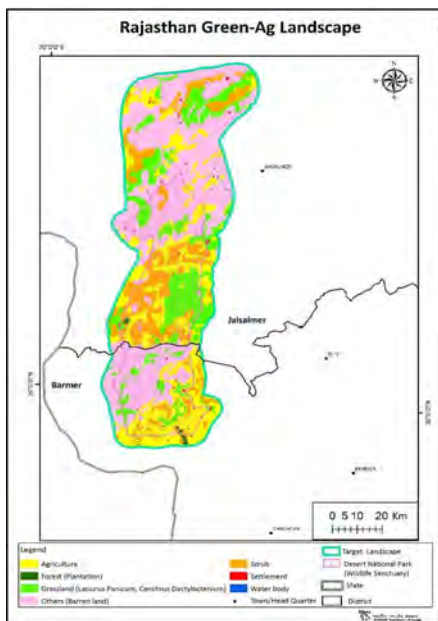 Rajasthan Green-Ag Landscape
Jaisalmer
Barmer
0 5 10 20 Km
Legend
Agriculture
Forest (Plantation)
Grassland (Lasiurus Panicum, Cenchrus Dactyloctenium)
Others (Barren land)
Scrub
Settlement
Water body
Town/Head Quarter
Target Landscape
Desert National Park
(Wildlife Sanctuary)
State
District